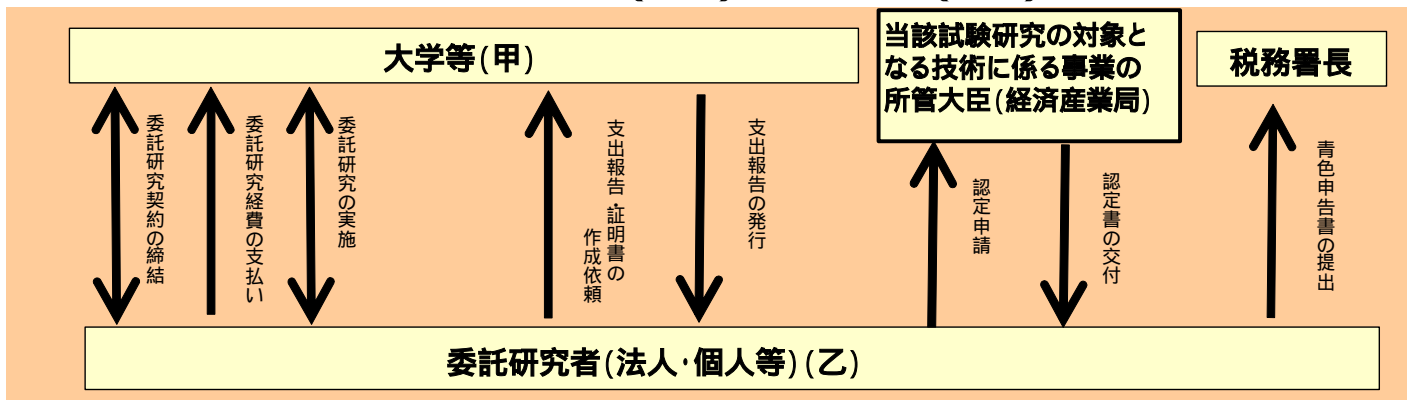 大学等(甲)
当該試験研究の対象と
なる技術に係る事業の
所管大臣(経済産業局)
税務署長
委託研究契約の締結
委託研究経費の支払い
委託研究の実施
支出報告・証明書の
作成依頼
支出報告の発行
認定申請
認定書の交付
青色申告書の提出
委託研究者(法人・個人等)(乙)